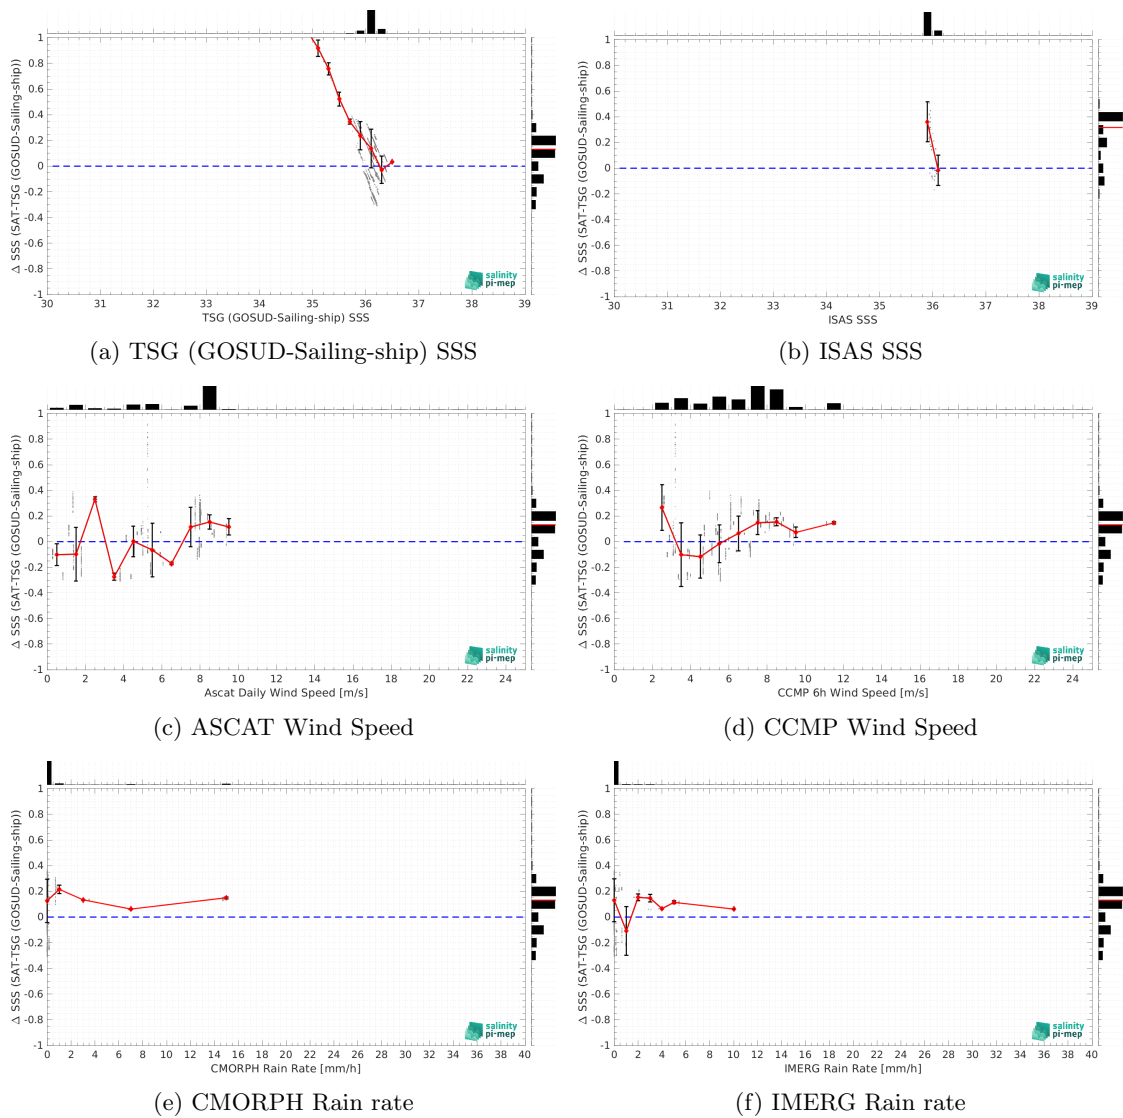 1
0.8
0.6
0.4
0.2
0
-0.2
-0.4
-0.6
-0.8
-1
Δ SSS (SAT-TSG (GOSUD-Sailing-ship))
30 31 32 33 34 35 36 37 38 39
TSG (GOSUD-Sailing-ship) SSS
salinity
pi-mep
(a) TSG (GOSUD-Sailing-ship) SSS
1
0.8
0.6
0.4
0.2
0
-0.2
-0.4
-0.6
-0.8
-1
Δ SSS (SAT-TSG (GOSUD-Sailing-ship))
30 31 32 33 34 35 36 37 38 39
ISAS SSS
salinity
pi-mep
(b) ISAS SSS
1
0.8
0.6
0.4
0.2
0
-0.2
-0.4
-0.6
-0.8
-1
Δ SSS (SAT-TSG (GOSUD-Sailing-ship))
0 2 4 6 8 10 12 14 16 18 20 22 24
Ascat Daily Wind Speed [m/s]
salinity
pi-mep
(c) ASCAT Wind Speed
1
0.8
0.6
0.4
0.2
0
-0.2
-0.4
-0.6
-0.8
-1
Δ SSS (SAT-TSG (GOSUD-Sailing-ship))
0 2 4 6 8 10 12 14 16 18 20 22 24
CCMP 6h Wind Speed [m/s]
salinity
pi-mep
(d) CCMP Wind Speed
1
0.8
0.6
0.4
0.2
0
-0.2
-0.4
-0.6
-0.8
-1
Δ SSS (SAT-TSG (GOSUD-Sailing-ship))
0 2 4 6 8 10 12 14 16 18 20 22 24 26 28 30 32 34 36 38 40
CMORPH Rain Rate [mm/h]
salinity
pi-mep
(e) CMORPH Rain rate
1
0.8
0.6
0.4
0.2
0
-0.2
-0.4
-0.6
-0.8
-1
Δ SSS (SAT-TSG (GOSUD-Sailing-ship))
0 2 4 6 8 10 12 14 16 18 20 22 24 26 28 30 32 34 36 38 40
IMERG Rain Rate [mm/h]
salinity
pi-mep
(f) IMERG Rain rate